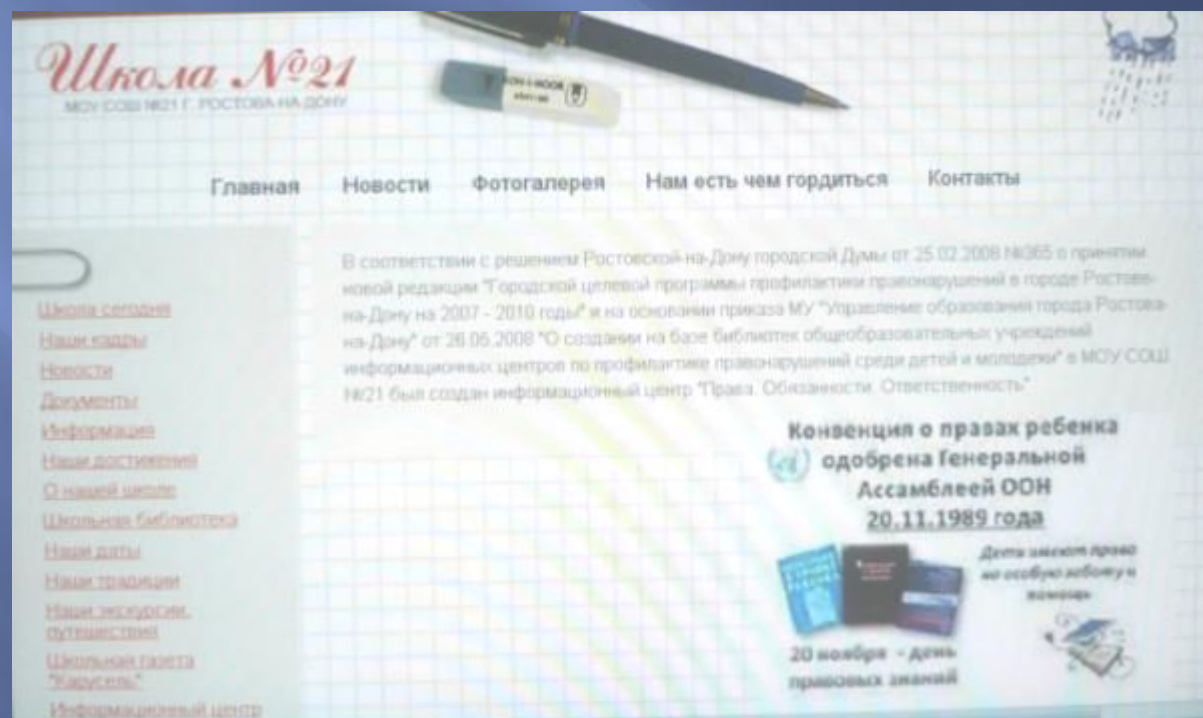 Школа №21
МОУ СОШ №21 Г. РОСТОВА-НА-ДОНУ
KOH-I-NOOR
Главная Новости Фотогалерея Нам есть чем гордиться Контакты
Школа сегодня
Наши кадры
Новости
Документы
Информация
Наши достижения
О нашей школе
Школьная библиотека
Наши даты
Наши традиции
Наши экскурсии,
путешествия
Школьная газета
"Карусель"
Информационный центр
В соответствии с решением Ростовской-на-Дону городской Думы от 25.02.2008 №365 о принятии
новой редакции "Городской целевой программы профилактики правонарушений в городе Ростове-
на-Дону на 2007 - 2010 годы" и на основании приказа МУ "Управление образования города Ростова-
на-Дону" от 26.05.2008 "О создании на базе библиотек общеобразовательных учреждений
информационных центров по профилактике правонарушений среди детей и молодежи" в МОУ СОШ
№21 был создан информационный центр "Права. Обязанности. Ответственность"
Конвенция о правах ребенка
одобрена Генеральной
Ассамблеей ООН
20.11.1989 года
Дети имеют право
на особую заботу и
помощь
20 ноября - день
правовых знаний